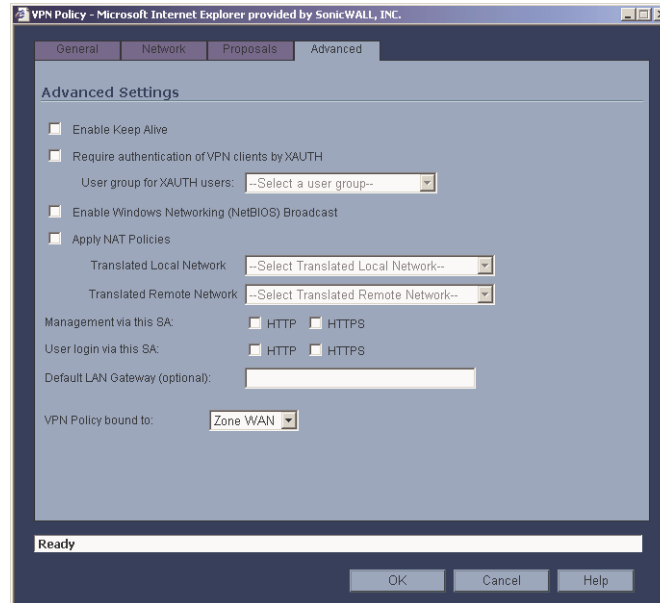 VPN Policy - Microsoft Internet Explorer provided by SonicWALL, INC.
General Network Proposals Advanced
Advanced Settings
Enable Keep Alive
Require authentication of VPN clients by XAUTH
User group for XAUTH users: --Select a user group--
Enable Windows Networking (NetBIOS) Broadcast
Apply NAT Policies
Translated Local Network --Select Translated Local Network--
Translated Remote Network --Select Translated Remote Network--
Management via this SA: HTTP HTTPS
User login via this SA: HTTP HTTPS
Default LAN Gateway (optional):
VPN Policy bound to: Zone WAN
Ready
OK Cancel Help